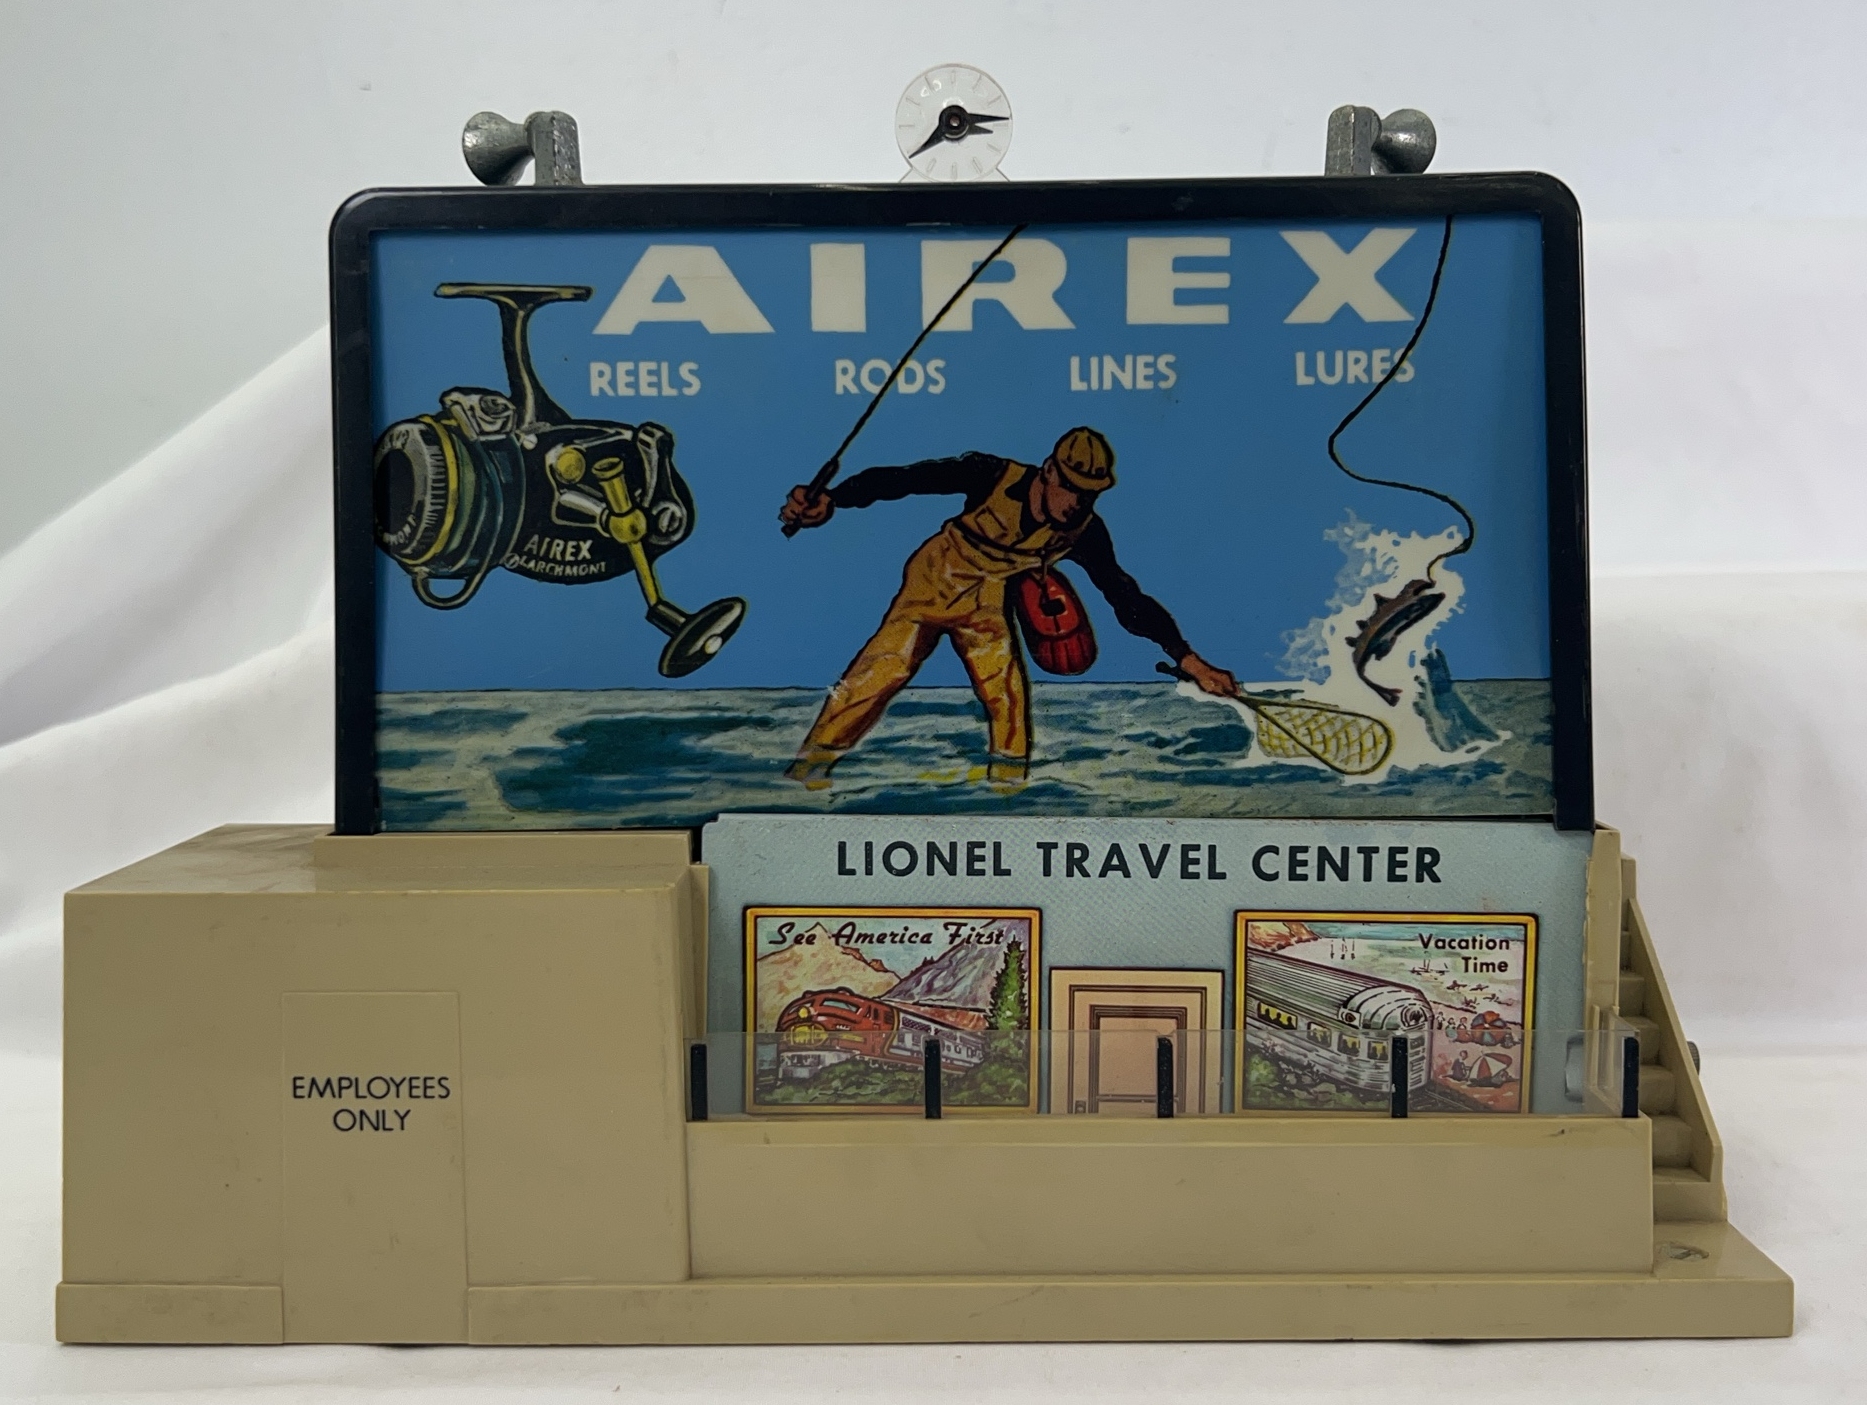 AIREX
REELS RODS LINES LURES
AIREX
LARCHMONT
LIONEL TRAVEL CENTER
See America First
Vacation
Time
EMPLOYEES
ONLY